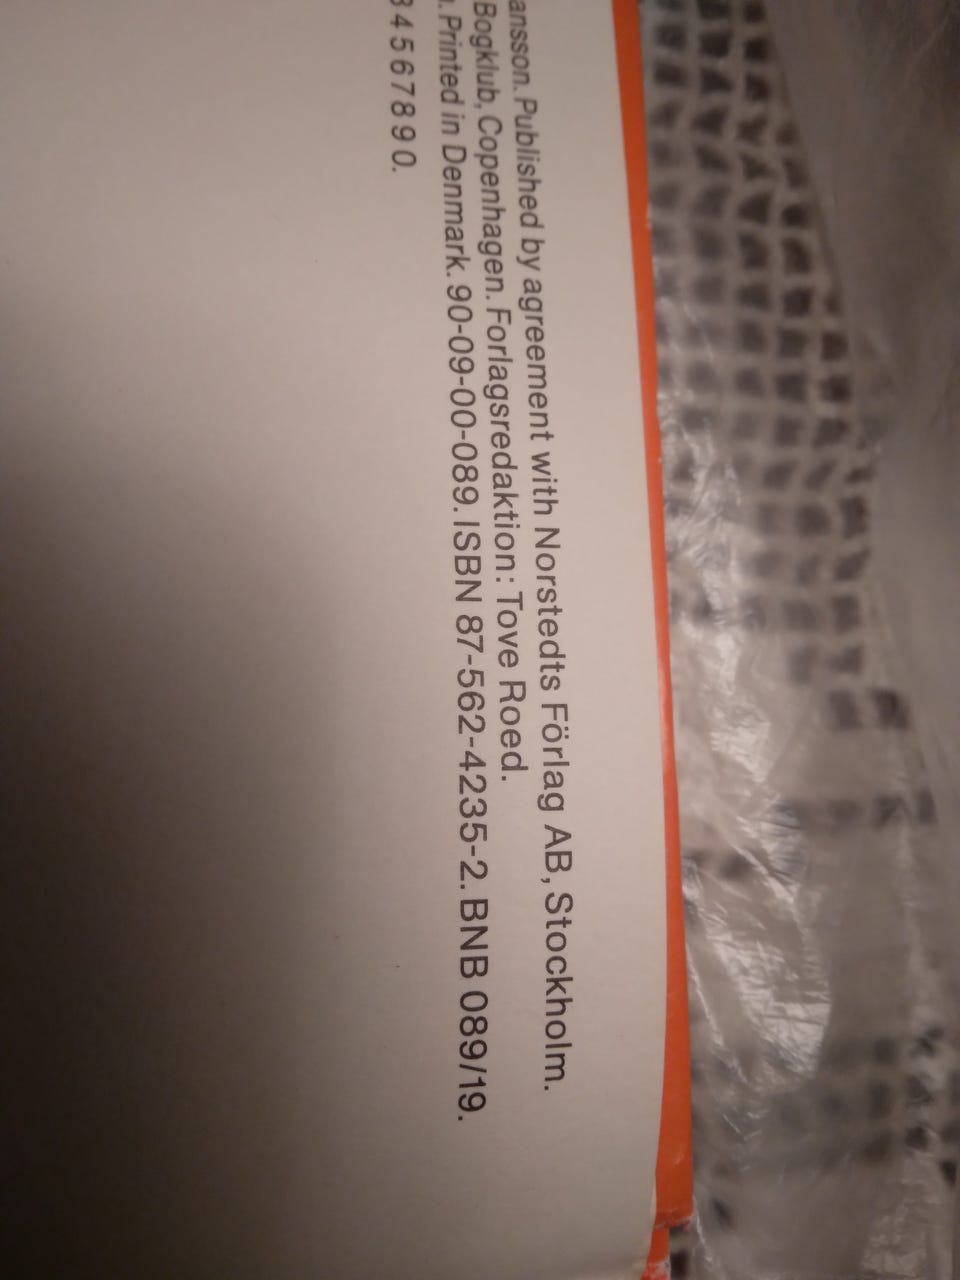 ansson. Published by agreement with Norstedts Förlag AB, Stockholm.
Bogklub, Copenhagen. Forlagsredaktion: Tove Roed.
. Printed in Denmark. 90-09-00-089. ISBN 87-562-4235-2. BNB 089/19.
34567890.